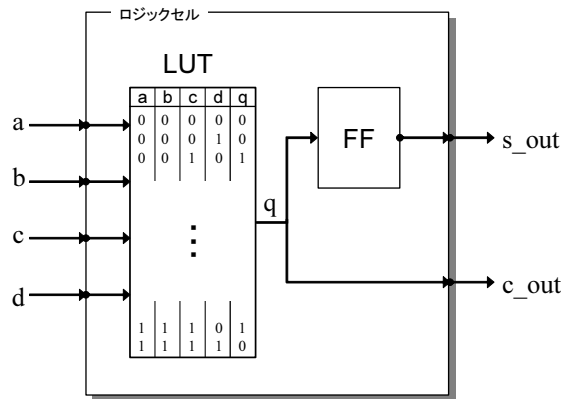 ロジックセル
LUT
a b c d q
0 0 0 0 0
0 0 0 1 0
0 0 1 0 1
⋮
1 1 1 0 1
1 1 1 1 0
a
b
c
d
q
FF
s_out
c_out